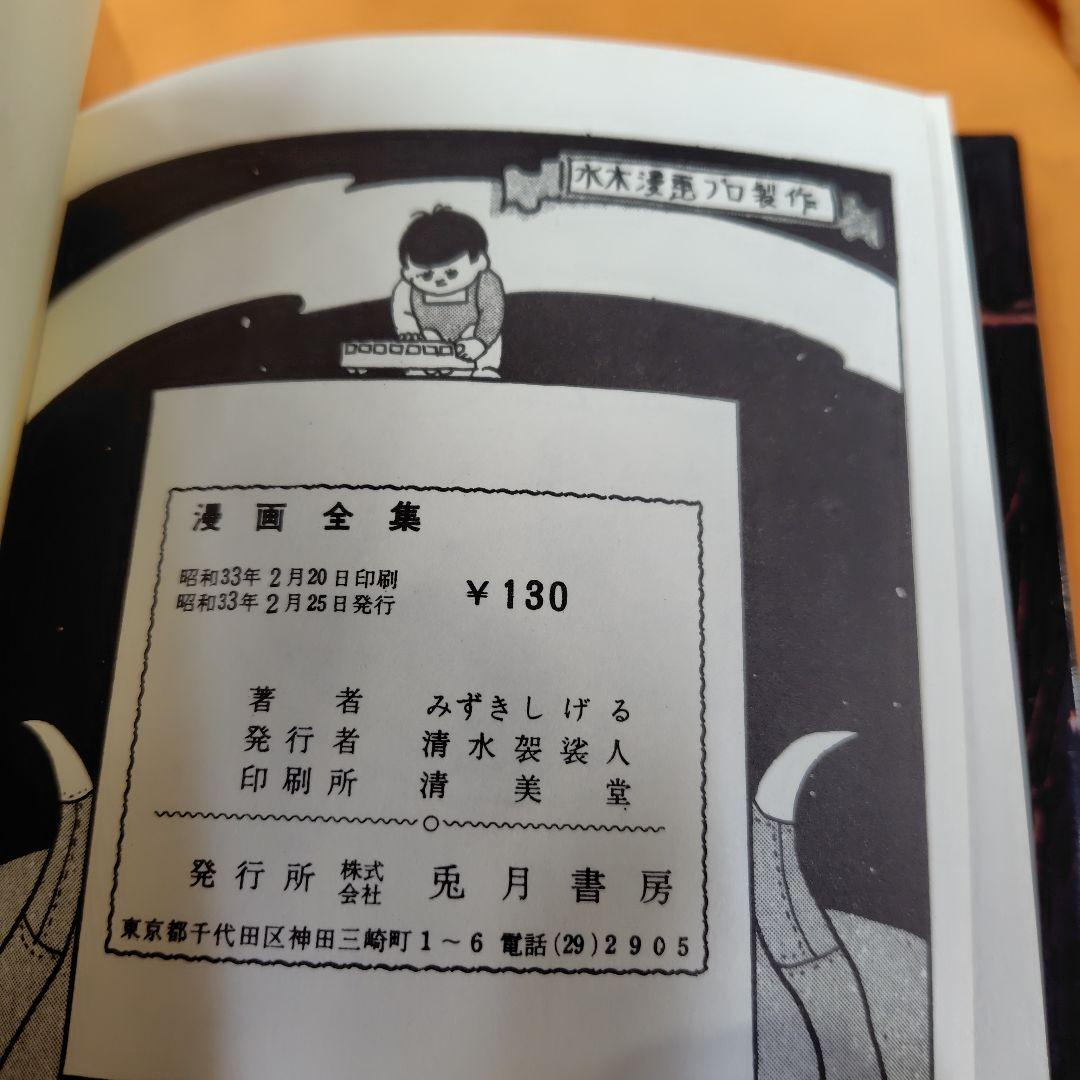 水木漫画プロ製作
漫画全集
昭和33年2月20日印刷
昭和33年2月25日発行
¥130
著者 みずきしげる
発行者 清水袈裟人
印刷所 清美堂
発行所 株式会社 兎月書房
東京都千代田区神田三崎町1～6 電話(29)2905